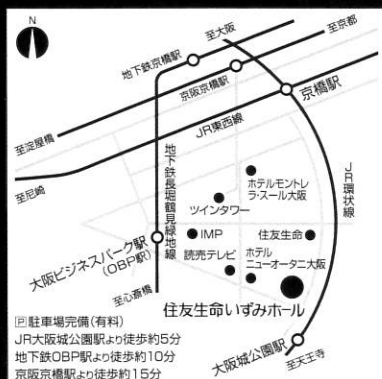 N
至大阪
至京都
地下鉄京橋駅
京阪京橋駅
京橋駅
至淀屋橋
JR東西線
至尼崎
地下鉄長堀鶴見緑地線
JR環状線
ホテルモントレ
ラ・スール大阪
ツインタワー
IMP
住友生命
大阪ビジネスパーク駅
(OBP駅)
読売テレビ
ホテル
ニューオータニ大阪
至心斎橋
住友生命いずみホール
P駐車場完備(有料)
JR大阪城公園駅より徒歩約5分
大阪城公園駅
地下鉄OBP駅より徒歩約10分
至天王寺
京阪京橋駅より徒歩約15分